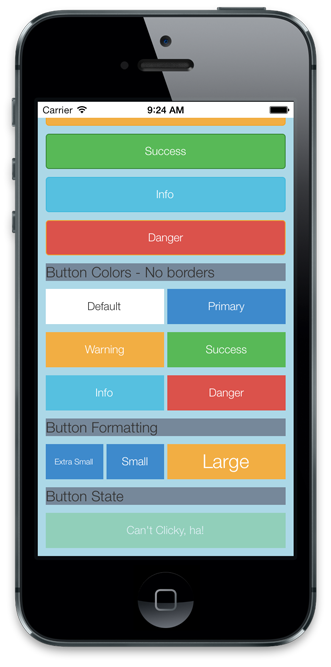 Carrier 9:24 AM
Success
Info
Danger
Button Colors - No borders
Default Primary
Warning Success
Info Danger
Button Formatting
Extra Small Small Large
Button State
Can't Clicky, ha!